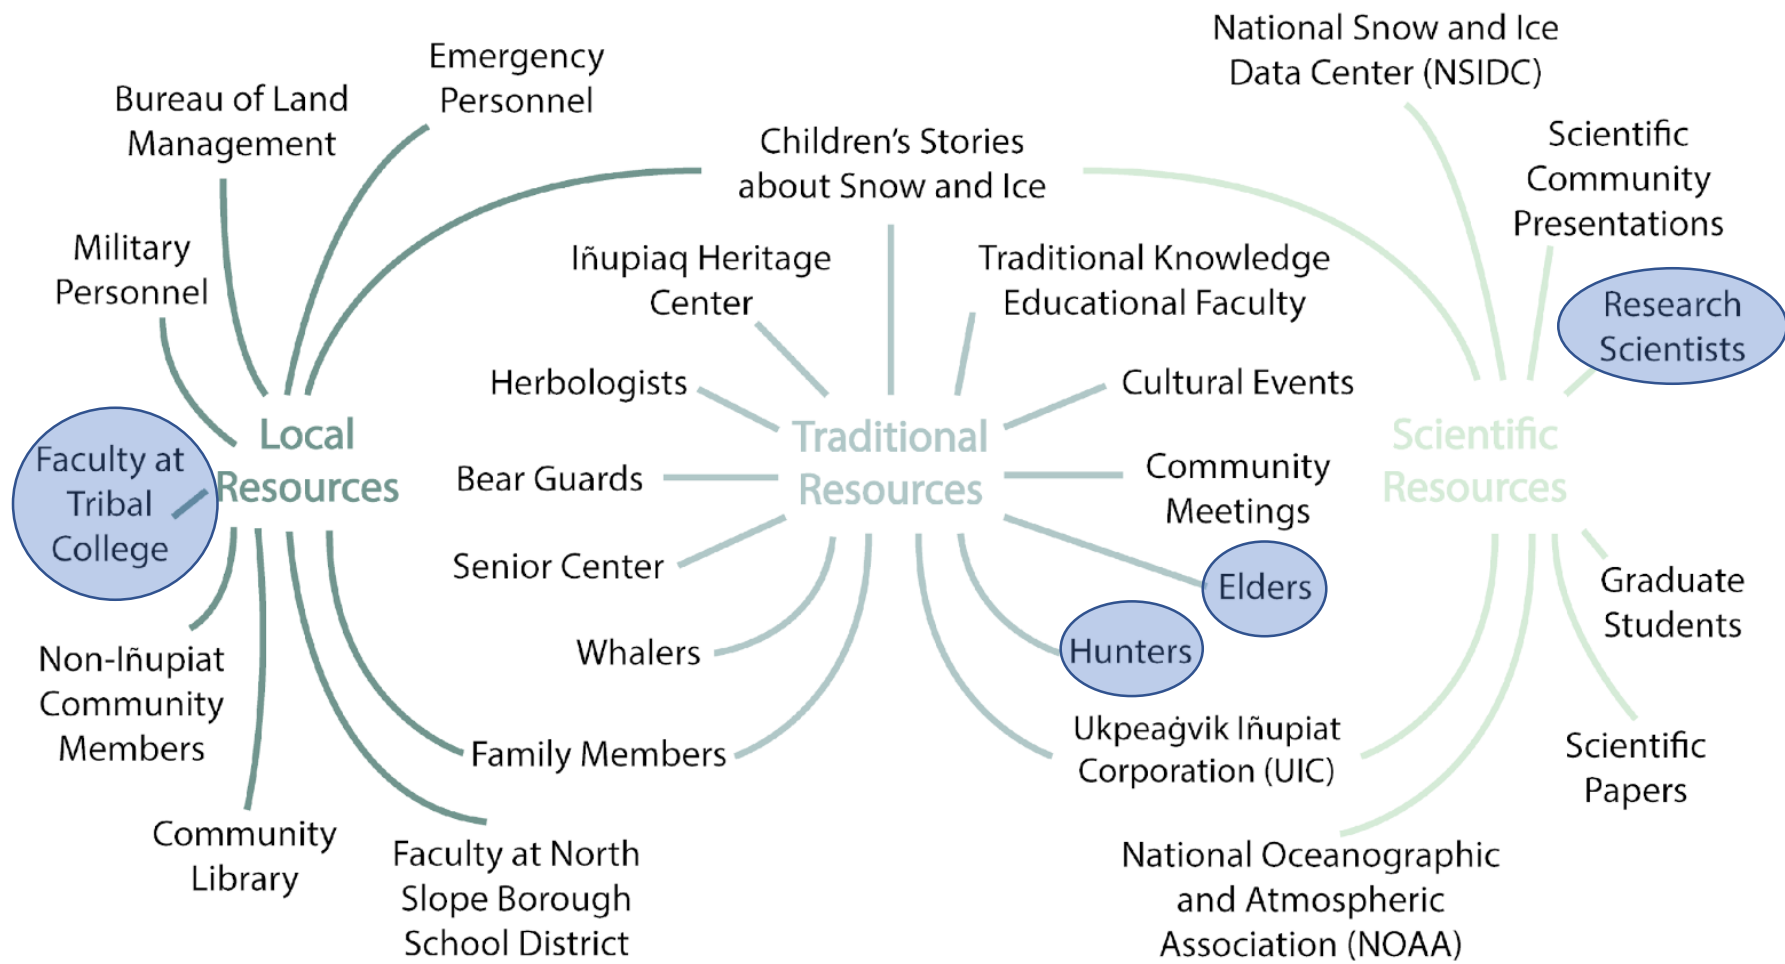 National Snow and Ice
Data Center (NSIDC)
Emergency
Personnel
Bureau of Land
Management
Children's Stories
about Snow and Ice
Scientific
Community
Presentations
Military
Personnel
Iñupiaq Heritage
Center
Traditional Knowledge
Educational Faculty
Research
Scientists
Herbologists
Cultural Events
Local
Resources
Traditional
Resources
Scientific
Resources
Faculty at
Tribal
College
Bear Guards
Community
Meetings
Senior Center
Elders
Graduate
Students
Whalers
Hunters
Non-Iñupiat
Community
Members
Family Members
Ukpeaġvik Iñupiat
Corporation (UIC)
Scientific
Papers
Community
Library
Faculty at North
Slope Borough
School District
National Oceanographic
and Atmospheric
Association (NOAA)